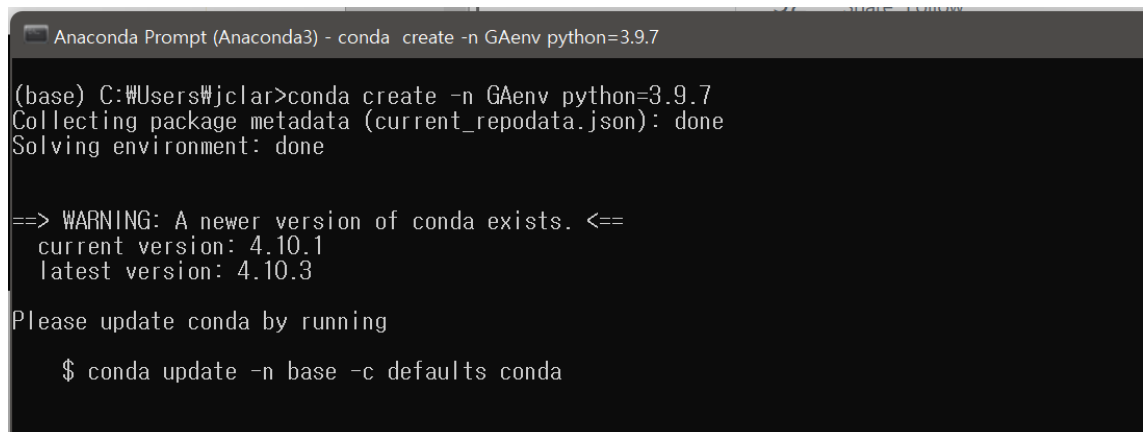 Anaconda Prompt (Anaconda3) - conda  create -n GAenv python=3.9.7
(base) C:₩Users₩jclar>conda create -n GAenv python=3.9.7
Collecting package metadata (current_repodata.json): done
Solving environment: done
==> WARNING: A newer version of conda exists. <==
  current version: 4.10.1
  latest version: 4.10.3
Please update conda by running
    $ conda update -n base -c defaults conda